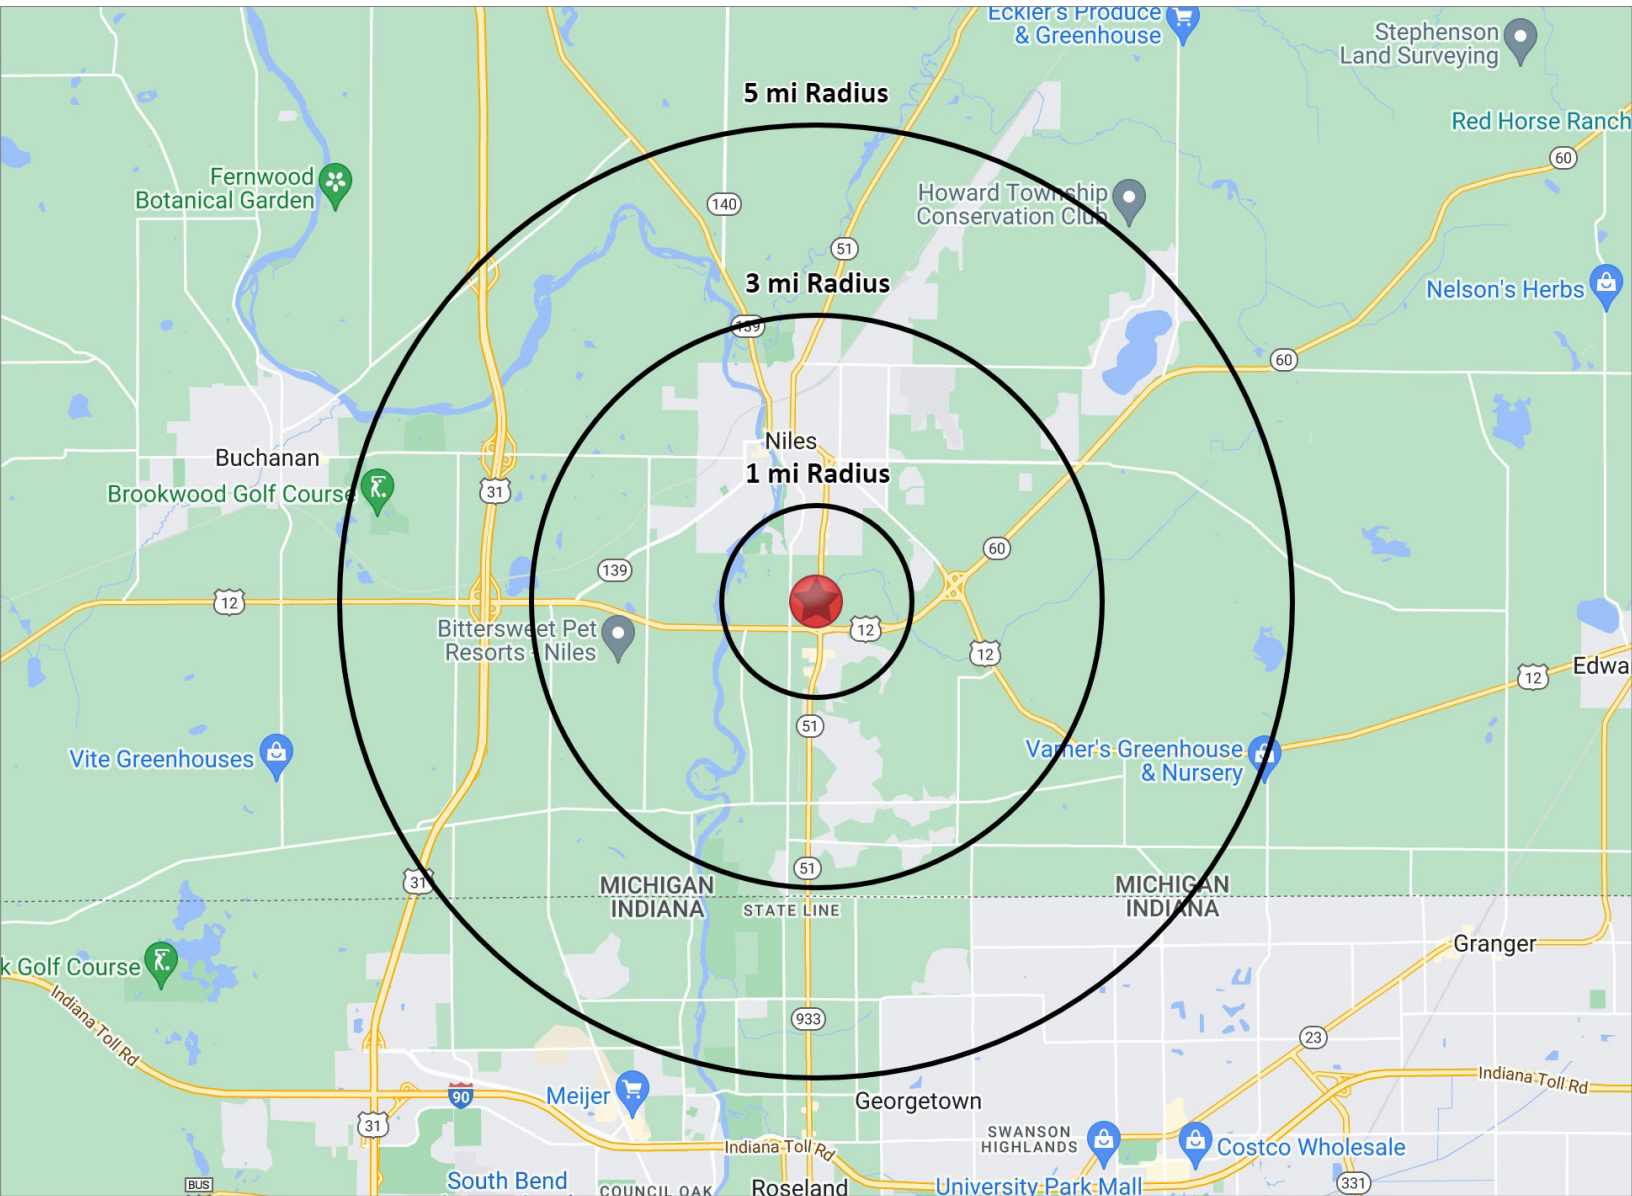 Eckler's Produce
& Greenhouse
Stephenson
Land Surveying
5 mi Radius
Red Horse Ranch
60
Fernwood
Botanical Garden
140
Howard Township
Conservation Club
51
3 mi Radius
Nelson's Herbs
139
60
Niles
Buchanan
1 mi Radius
Brookwood Golf Course
31
60
139
12
12
Bittersweet Pet
Resorts - Niles
12
Edwa
12
51
Varner's Greenhouse
& Nursery
Vite Greenhouses
51
31
MICHIGAN
INDIANA
STATE LINE
MICHIGAN
INDIANA
Granger
k Golf Course
Indiana Toll Rd
933
23
Indiana Toll Rd
90
Meijer
Georgetown
31
SWANSON
HIGHLANDS
Costco Wholesale
Indiana Toll Rd
South Bend
BUS
COUNCIL OAK
Roseland
University Park Mall
331